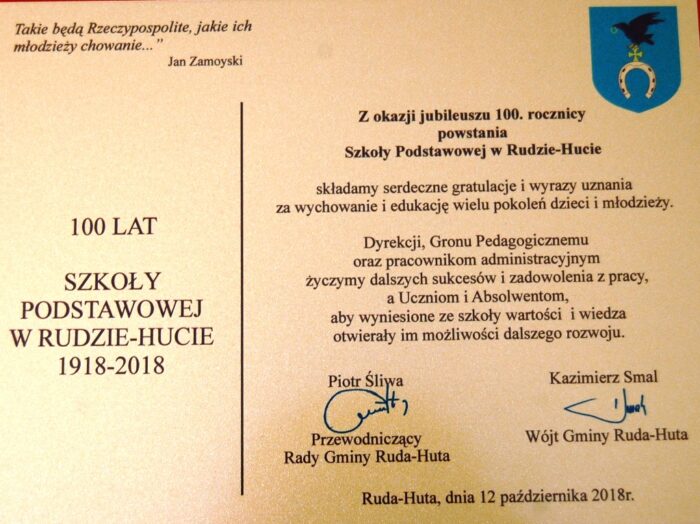 Takie będą Rzeczypospolite, jakie ich
młodzieży chowanie..."
Jan Zamoyski
100 LAT
SZKOŁY
PODSTAWOWEJ
W RUDZIE-HUCIE
1918-2018
Z okazji jubileuszu 100. rocznicy
powstania
Szkoły Podstawowej w Rudzie-Hucie
składamy serdeczne gratulacje i wyrazy uznania
za wychowanie i edukację wielu pokoleń dzieci i młodzieży.
Dyrekcji, Gronu Pedagogicznemu
oraz pracownikom administracyjnym
życzymy dalszych sukcesów i zadowolenia z pracy,
a Uczniom i Absolwentom,
aby wyniesione ze szkoły wartości i wiedza
otwierały im możliwości dalszego rozwoju.
Piotr Śliwa
Przewodniczący
Rady Gminy Ruda-Huta
Kazimierz Smal
Wójt Gminy Ruda-Huta
Ruda-Huta, dnia 12 października 2018r.